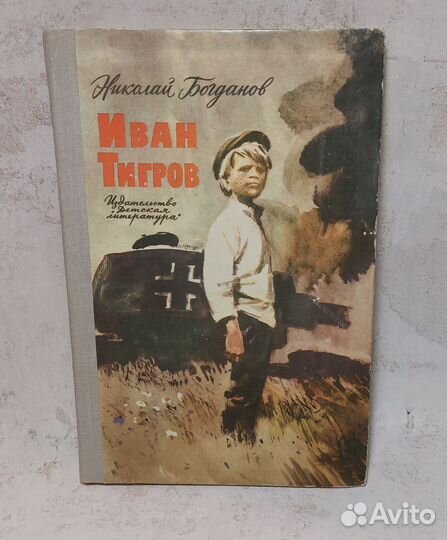 Николай Богданов
Иван
Тигров
Издательство
„Детская
литература"
Avito